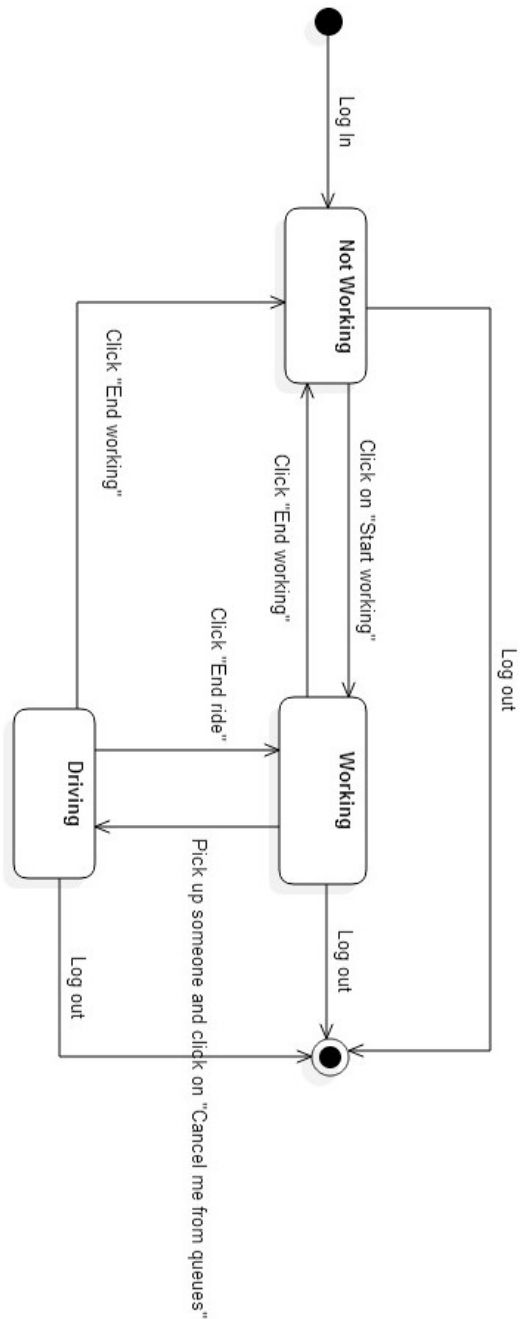 Log out
Log In
Not Working
Click on "Start working"
Working
Log out
Click "End working"
Click "End ride"
Pick up someone and click on "Cancel me from queues"
Click "End working"
Driving
Log out